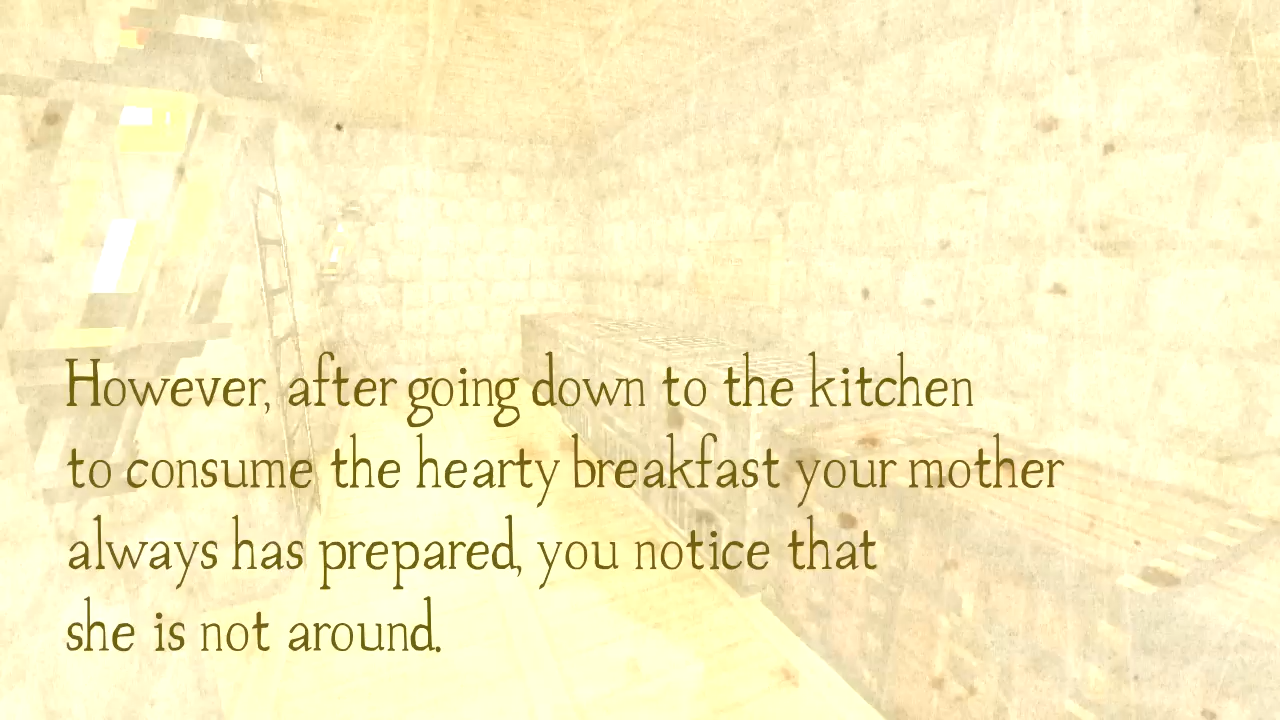 However, after going down to the kitchen
to consume the hearty breakfast your mother
always has prepared, you notice that
she is not around.